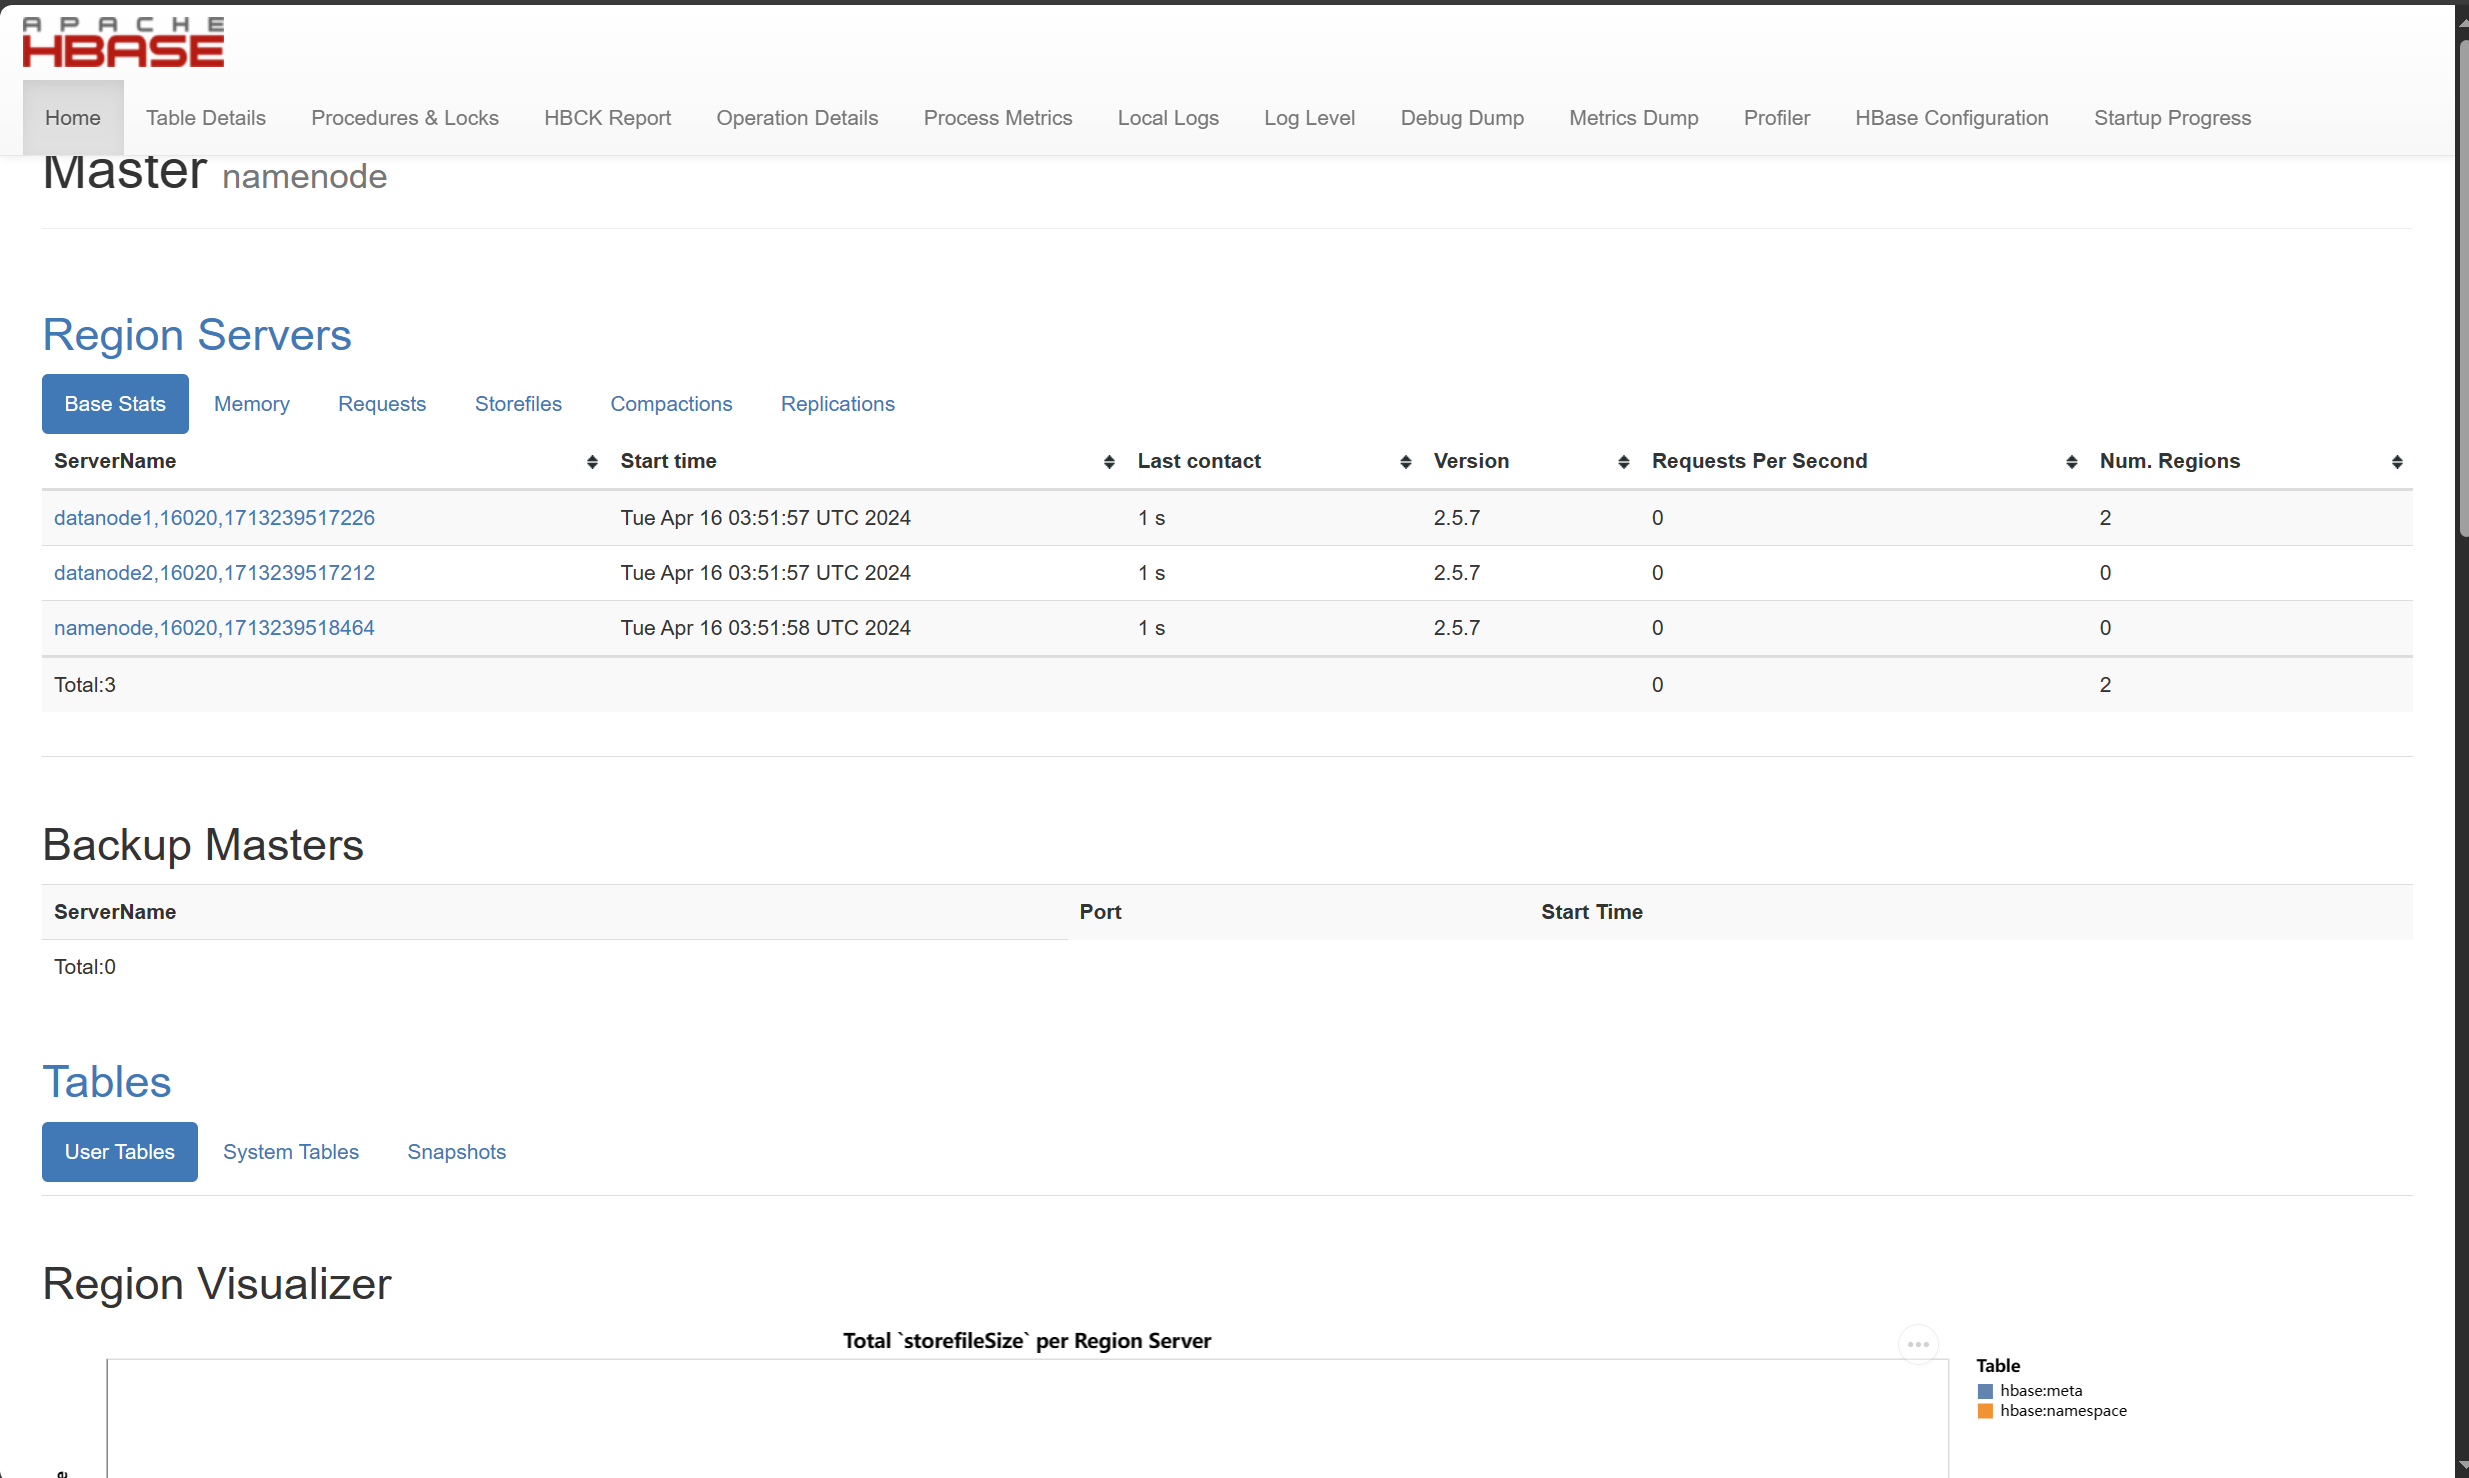 APACHE
HBASE
Home Table Details Procedures & Locks HBCK Report Operation Details Process Metrics Local Logs Log Level Debug Dump Metrics Dump Profiler HBase Configuration Startup Progress
Master namenode
Region Servers
Base Stats Memory Requests Storefiles Compactions Replications
ServerName Start time Last contact Version Requests Per Second Num. Regions
datanode1,16020,1713239517226 Tue Apr 16 03:51:57 UTC 2024 1 s 2.5.7 0 2
datanode2,16020,1713239517212 Tue Apr 16 03:51:57 UTC 2024 1 s 2.5.7 0 0
namenode,16020,1713239518464 Tue Apr 16 03:51:58 UTC 2024 1 s 2.5.7 0 0
Total:3 0 2
Backup Masters
ServerName Port Start Time
Total:0
Tables
User Tables System Tables Snapshots
Region Visualizer
Total `storefileSize` per Region Server
Table
hbase:meta
hbase:namespace